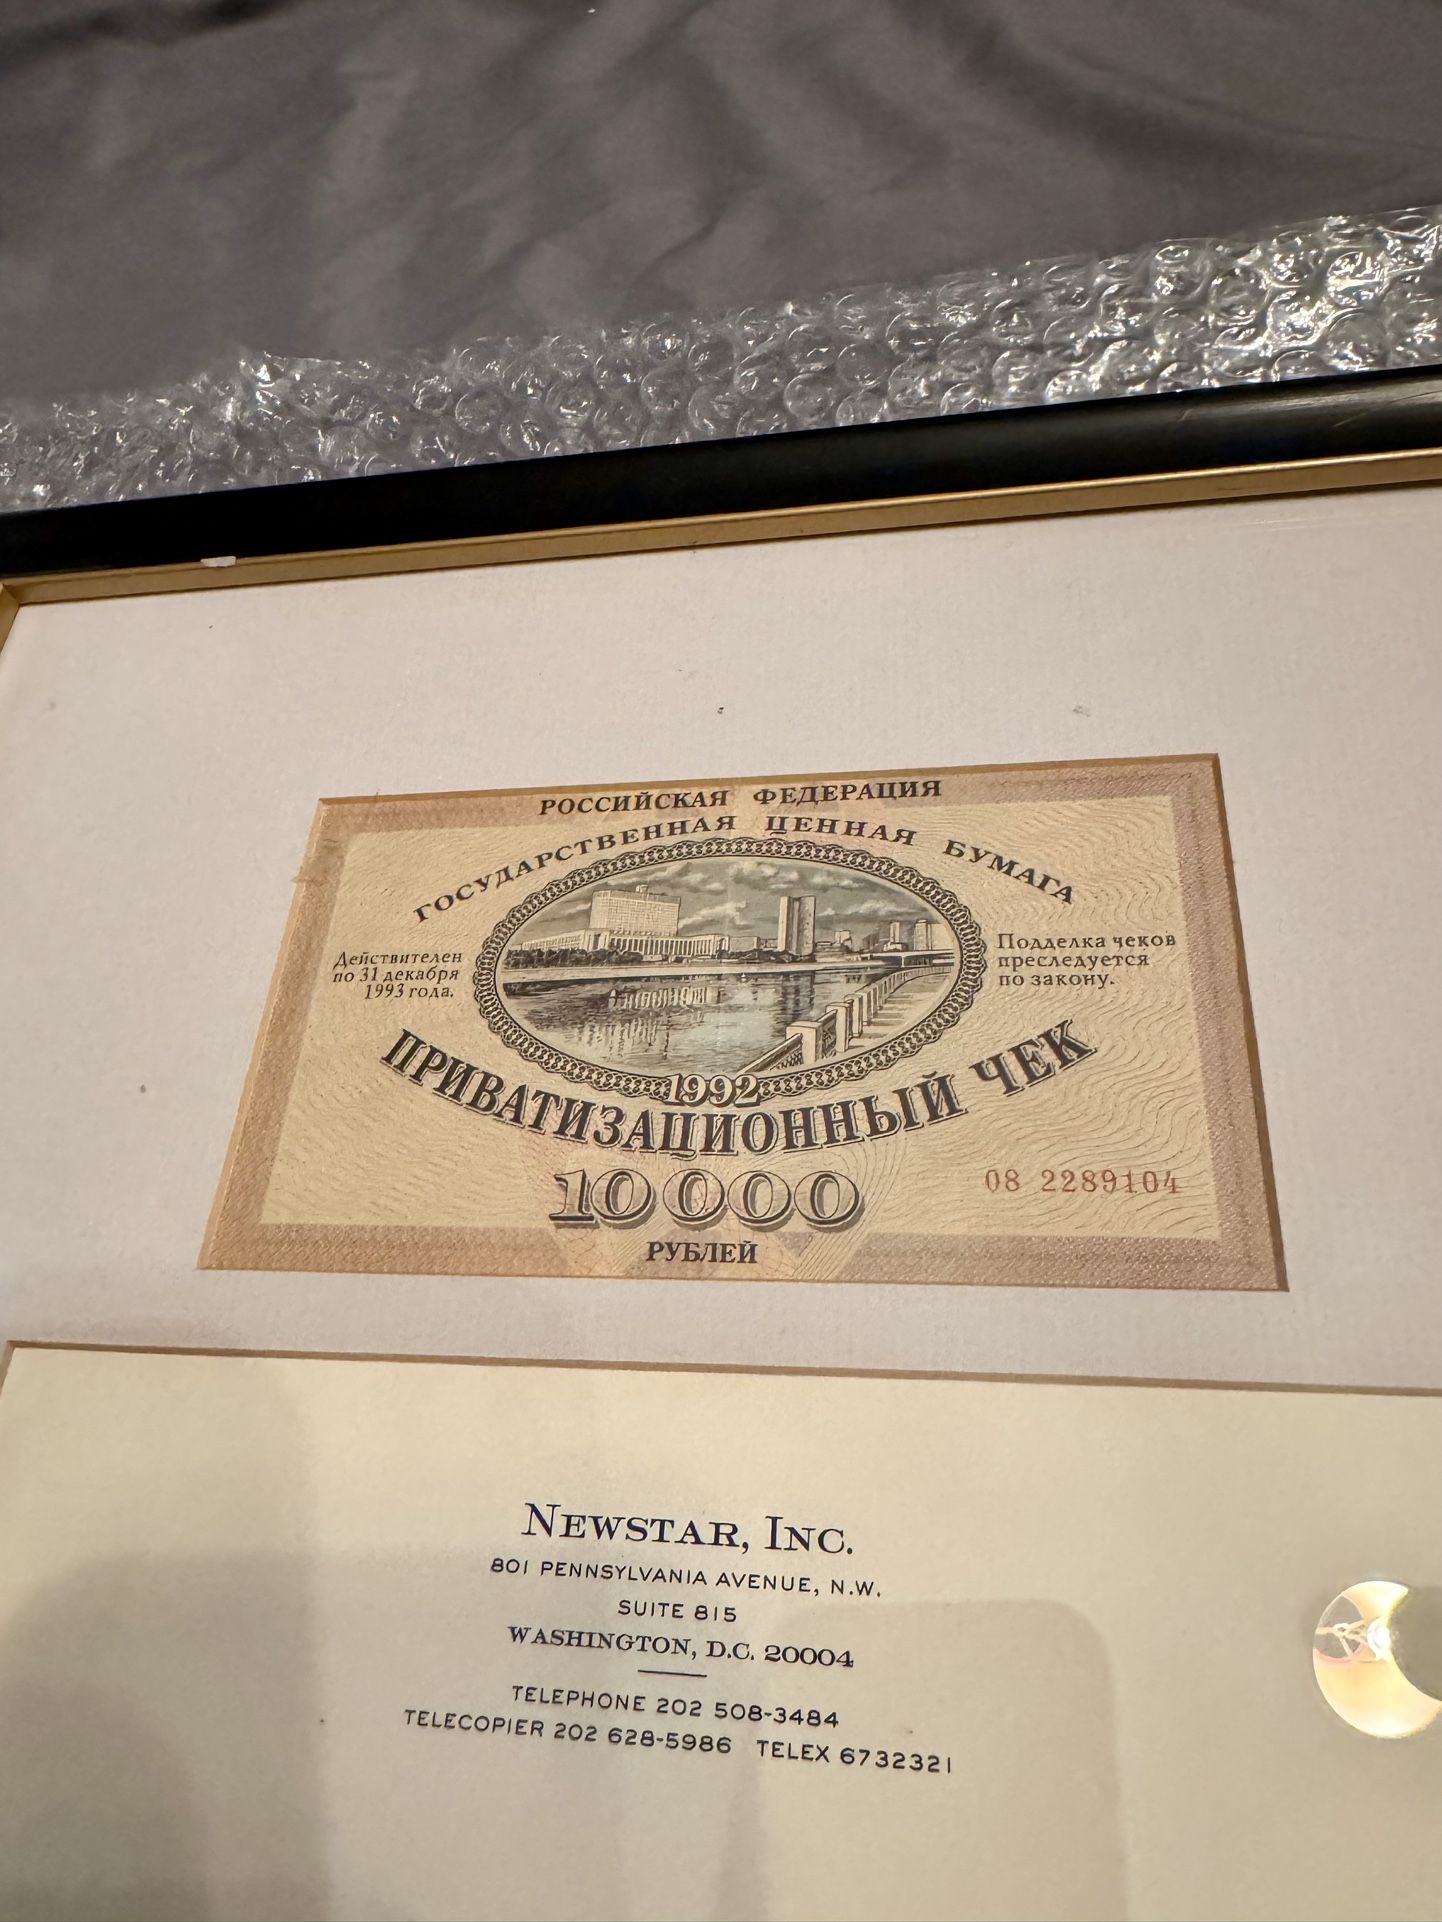 РОССИЙСКАЯ ФЕДЕРАЦИЯ
ГОСУДАРСТВЕННАЯ ЦЕННАЯ БУМАГА
Действителен
по 31 декабря
1993 года.
Подделка чеков
преследуется
по закону.
1992
ПРИВАТИЗАЦИОННЫЙ ЧЕК
10 000
08 2289104
РУБЛЕЙ
NEWSTAR, INC.
801 PENNSYLVANIA AVENUE, N.W.
SUITE 815
WASHINGTON, D.C. 20004
TELEPHONE 202 508-3484
TELECOPIER 202 628-5986 TELEX 6732321